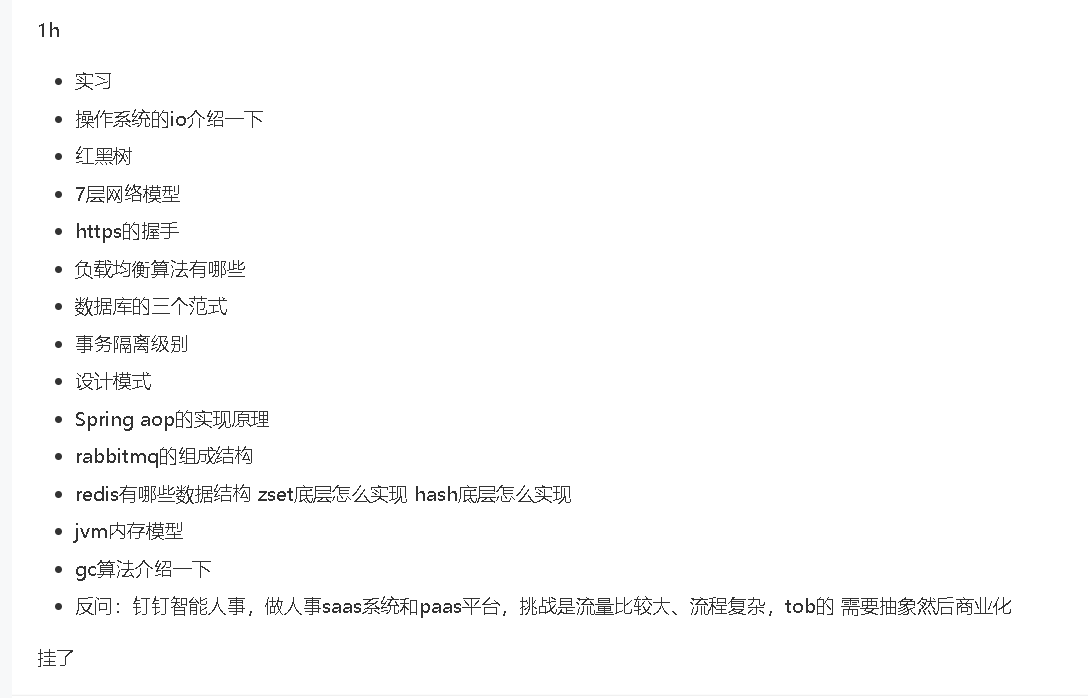 1h
实习
操作系统的io介绍一下
红黑树
7层网络模型
https的握手
负载均衡算法有哪些
数据库的三个范式
事务隔离级别
设计模式
Spring aop的实现原理
rabbitmq的组成结构
redis有哪些数据结构 zset底层怎么实现 hash底层怎么实现
jvm内存模型
gc算法介绍一下
反问：钉钉智能人事，做人事saas系统和paas平台，挑战是流量比较大、流程复杂，tob的 需要抽象然后商业化
挂了